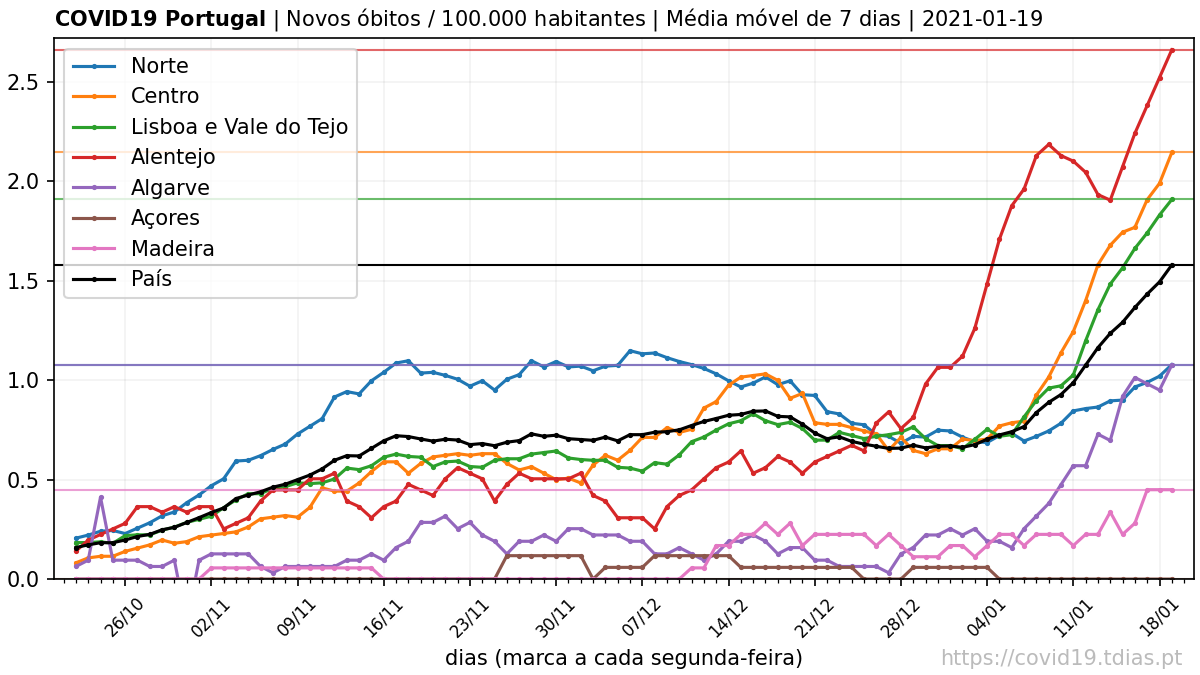 COVID19 Portugal | Novos óbitos / 100.000 habitantes | Média móvel de 7 dias | 2021-01-19
Norte
Centro
Lisboa e Vale do Tejo
Alentejo
Algarve
Açores
Madeira
País
2.5
2.0
1.5
1.0
0.5
0.0
26/10 02/11 09/11 16/11 23/11 30/11 07/12 14/12 21/12 28/12 04/01 11/01 18/01
dias (marca a cada segunda-feira)
https://covid19.tdias.pt